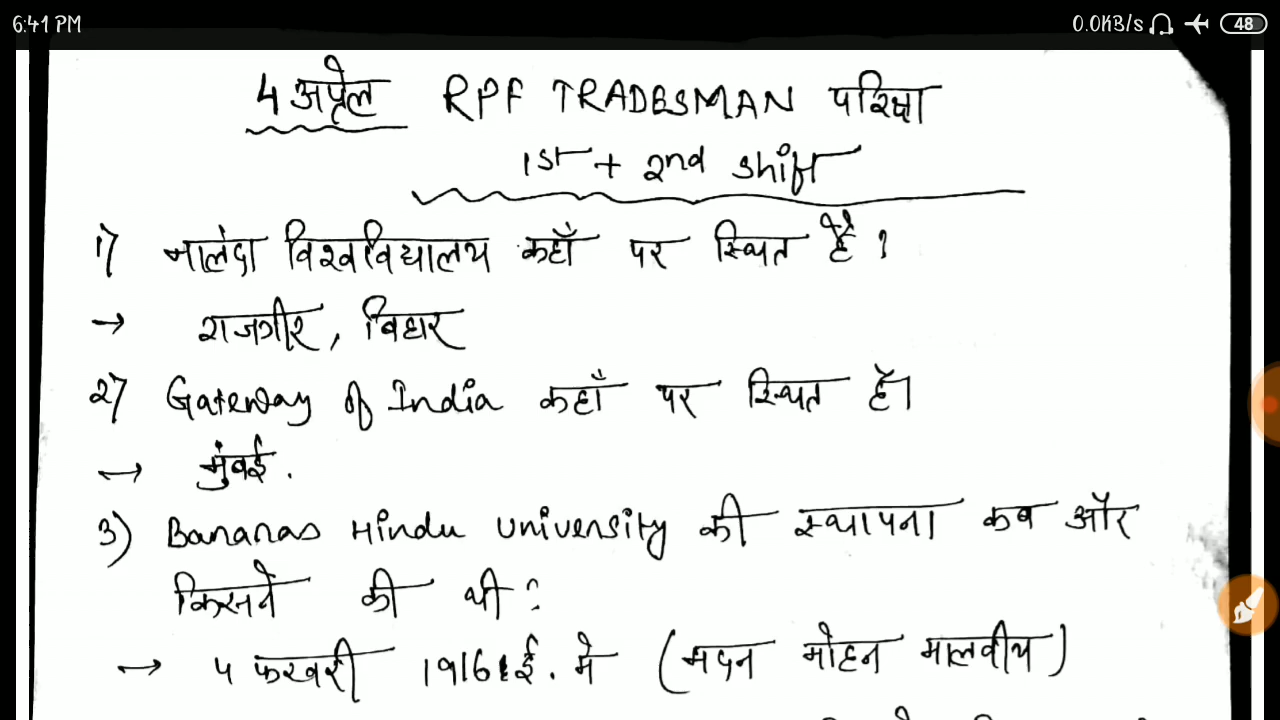 6:41 PM 0.0KB/s 48
4 अप्रेल RPF TRADESMAN परिक्षा
1ST + 2nd Shift
1) नालंदा विश्वविद्यालय कहाँ पर स्थित है ?
→ राजगीर, बिहार
2) Gateway of India कहाँ पर स्थित है।
→ मुंबई.
3) Bananas Hindu University की स्थापना कब और
किसने की थी ?
→ 4 फरवरी 1916 ई. मे (मदन मोहन मालवीय)